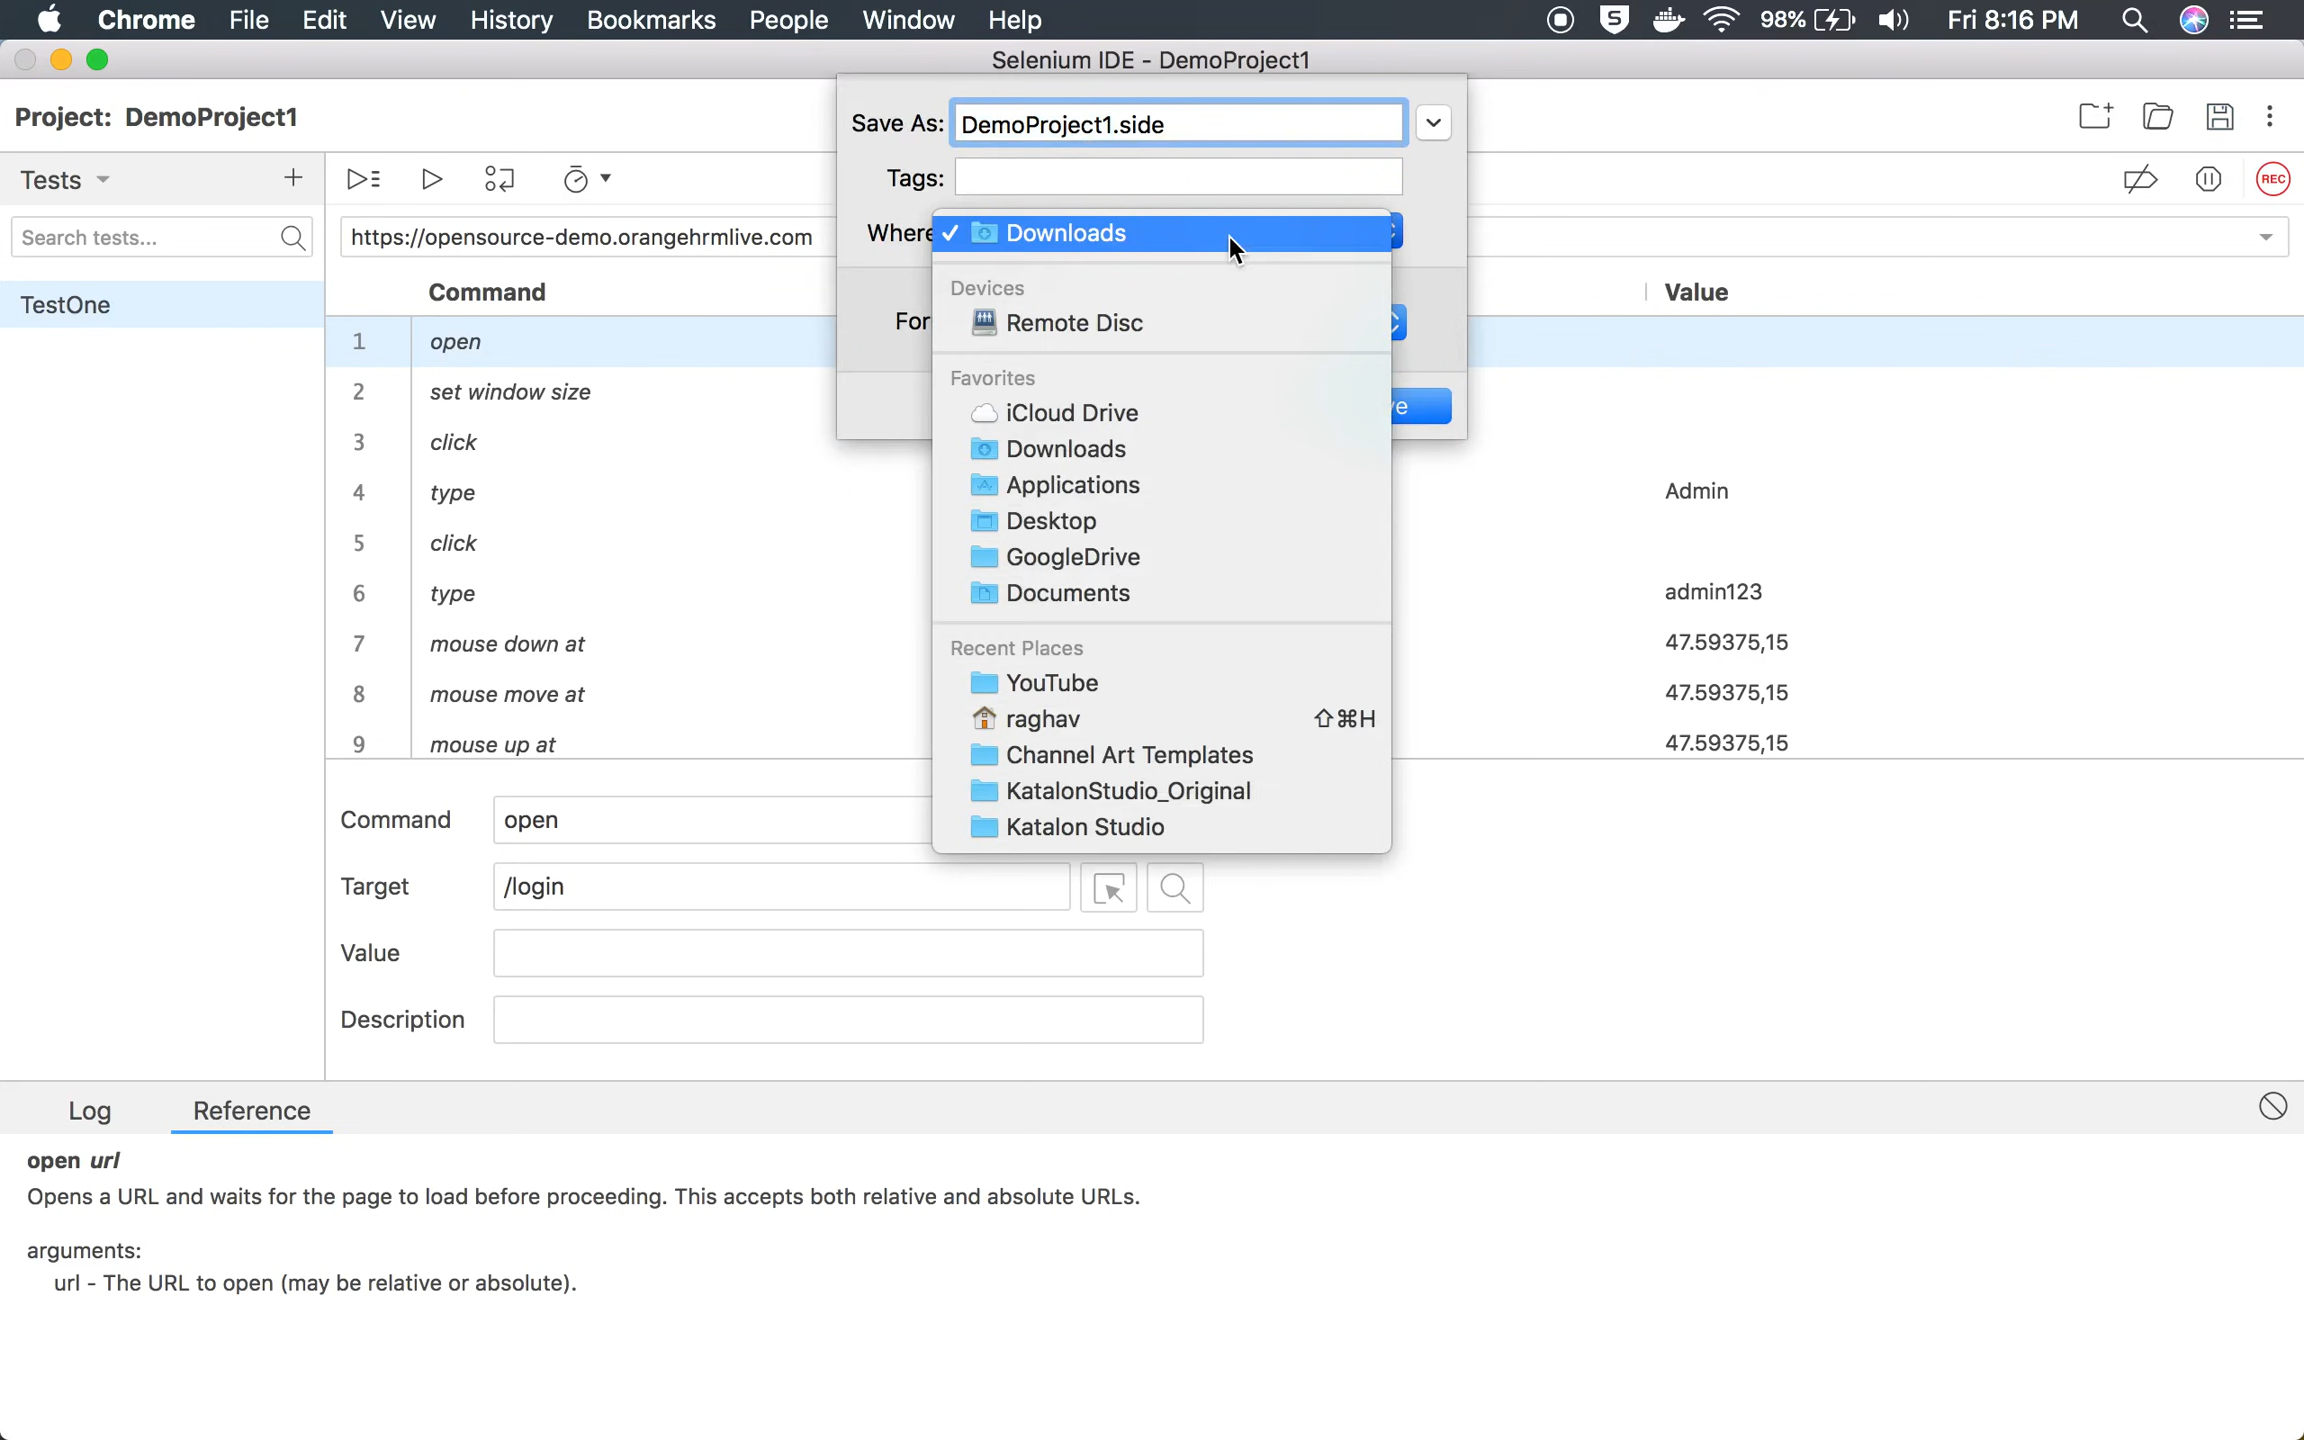 Chrome File Edit View History Bookmarks People Window Help 98% Fri 8:16 PM
Selenium IDE - DemoProject1
Project: DemoProject1
Save As: DemoProject1.side
Tags:
Where
Downloads
Devices
Remote Disc
Favorites
iCloud Drive
Downloads
Applications
Desktop
GoogleDrive
Documents
Recent Places
YouTube
raghav ⇧⌘H
Channel Art Templates
KatalonStudio_Original
Katalon Studio
Tests
REC
Search tests...
https://opensource-demo.orangehrmlive.com
TestOne
Command Value
1 open
2 set window size
3 click
4 type Admin
5 click
6 type admin123
7 mouse down at 47.59375,15
8 mouse move at 47.59375,15
9 mouse up at 47.59375,15
Command open
Target /login
Value
Description
Log Reference
open url
Opens a URL and waits for the page to load before proceeding. This accepts both relative and absolute URLs.
arguments:
url - The URL to open (may be relative or absolute).